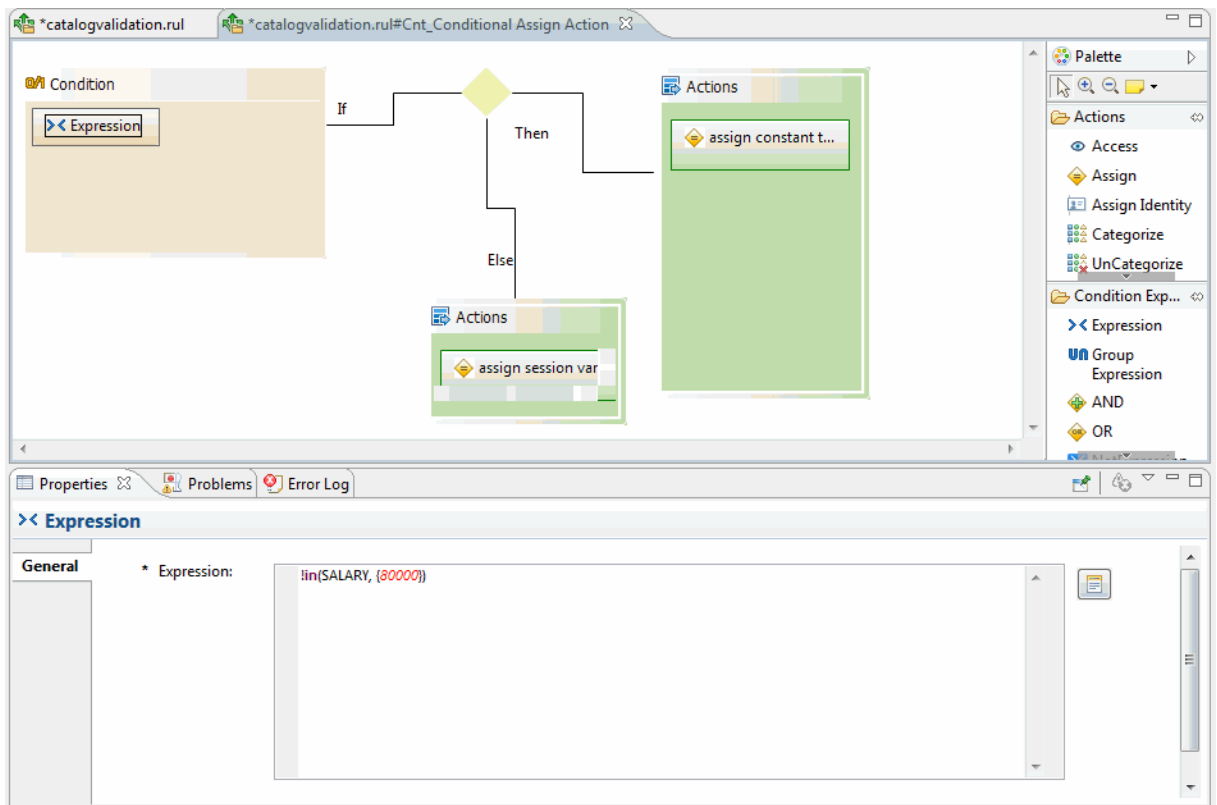 *catalogvalidation.rul
*catalogvalidation.rul#Cnt_Conditional Assign Action
Condition
Expression
If
Then
Else
Actions
assign constant t...
Actions
assign session var
Palette
Actions
Access
Assign
Assign Identity
Categorize
UnCategorize
Condition Exp...
Expression
Group
Expression
AND
OR
Properties
Problems
Error Log
Expression
General
* Expression:
!in(SALARY, {80000})